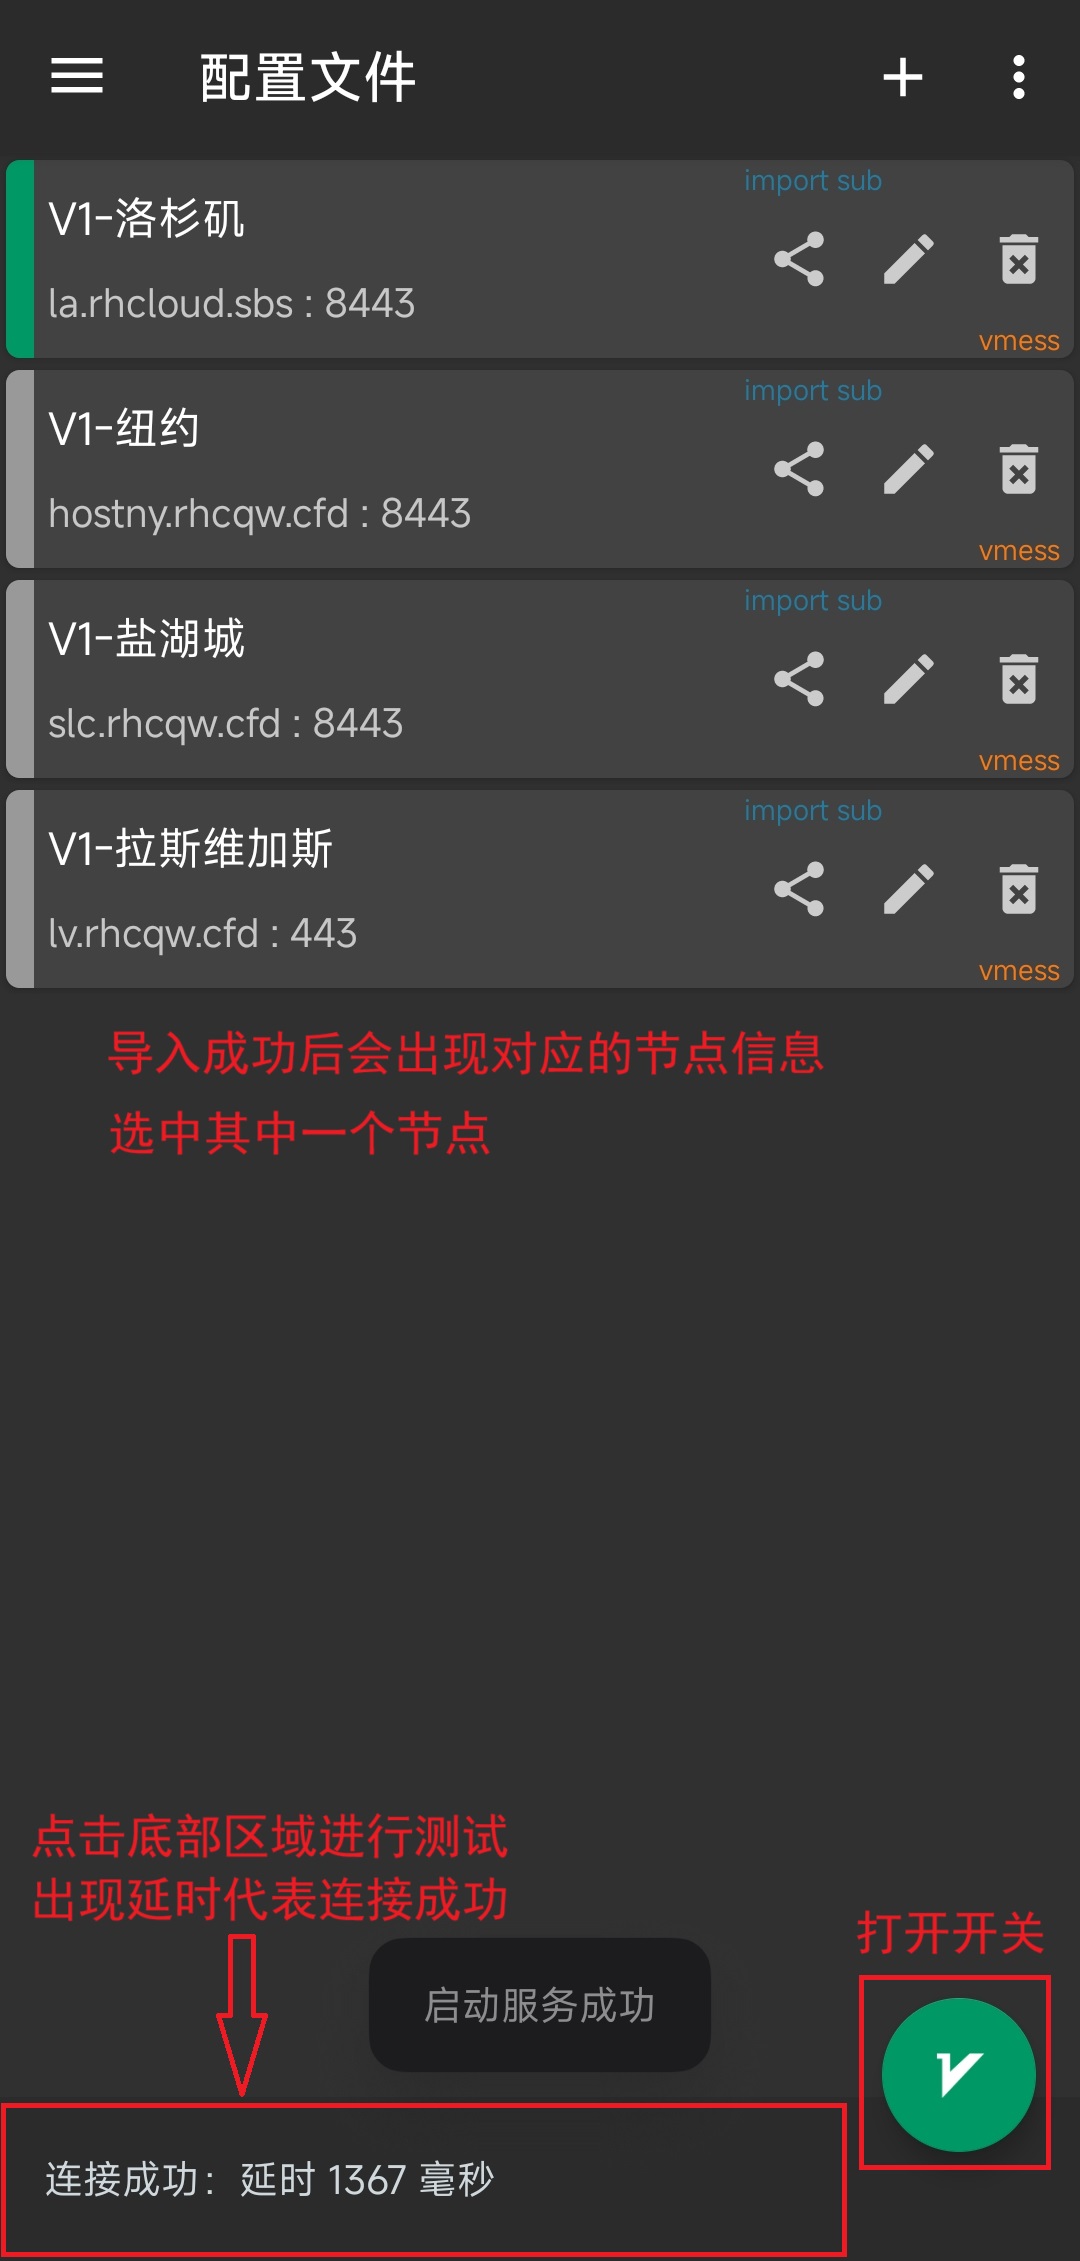 配置文件
import sub
V1-洛杉矶
la.rhcloud.sbs : 8443
vmess
import sub
V1-纽约
hostny.rhcqw.cfd : 8443
vmess
import sub
V1-盐湖城
slc.rhcqw.cfd : 8443
vmess
import sub
V1-拉斯维加斯
lv.rhcqw.cfd : 443
vmess
导入成功后会出现对应的节点信息
选中其中一个节点
点击底部区域进行测试
出现延时代表连接成功
打开开关
启动服务成功
连接成功：延时 1367 毫秒